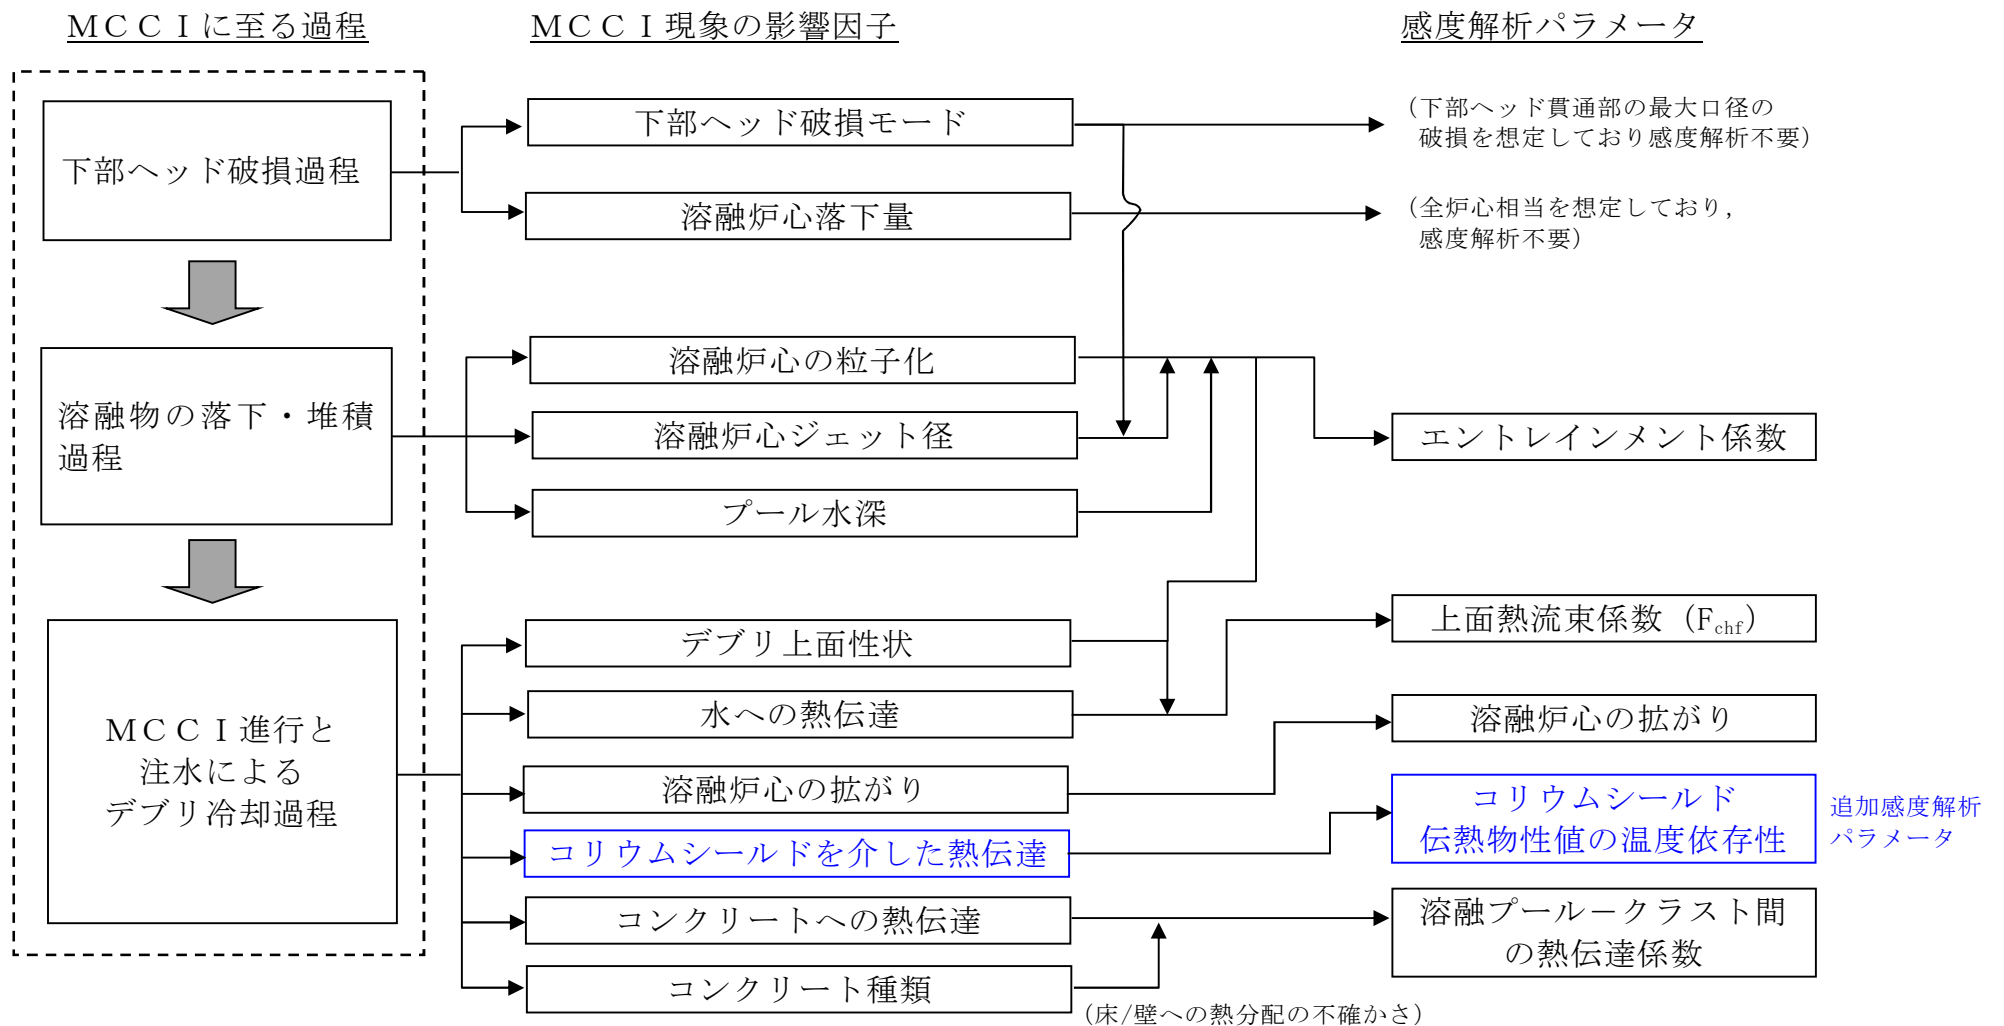 ＭＣＣＩに至る過程
ＭＣＣＩ現象の影響因子
感度解析パラメータ
下部ヘッド破損過程
下部ヘッド破損モード
（下部ヘッド貫通部の最大口径の
破損を想定しており感度解析不要）
溶融炉心落下量
（全炉心相当を想定しており，
感度解析不要）
溶融物の落下・堆積
過程
溶融炉心の粒子化
溶融炉心ジェット径
プール水深
エントレインメント係数
ＭＣＣＩ進行と
注水による
デブリ冷却過程
デブリ上面性状
水への熱伝達
溶融炉心の拡がり
コリウムシールドを介した熱伝達
コンクリートへの熱伝達
コンクリート種類
（床/壁への熱分配の不確かさ）
上面熱流束係数（Fchf）
溶融炉心の拡がり
コリウムシールド
伝熱物性値の温度依存性
追加感度解析
パラメータ
溶融プール－クラスト間
の熱伝達係数